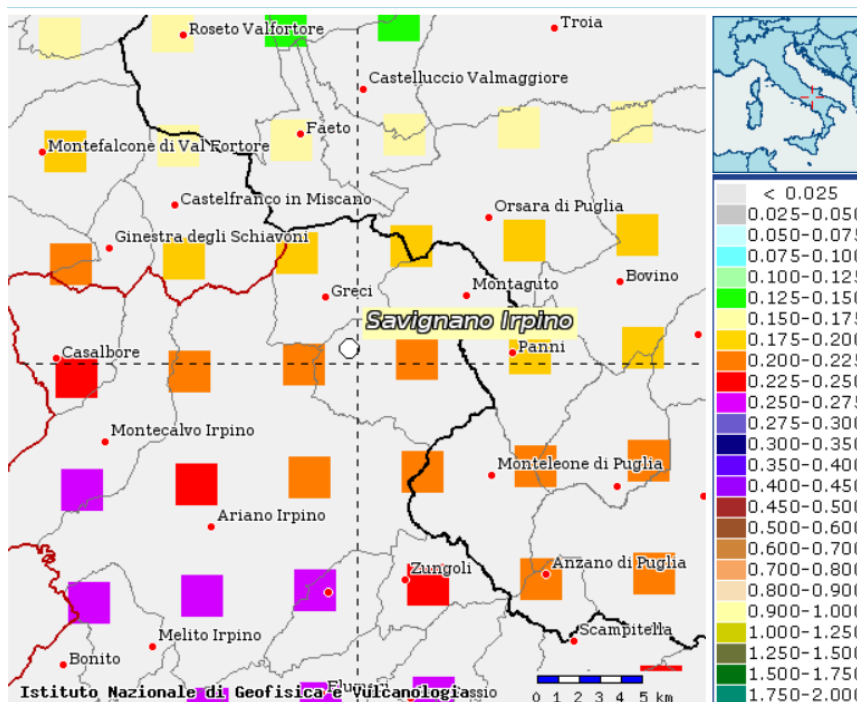 Roseto Valfortore
Troia
Castelluccio Valmaggiore
Faeto
Montefalcone di Val Fortore
Castelfranco in Miscano
Orsara di Puglia
Ginestra degli Schiavoni
Greci
Montaguto
Bovino
Savignano Irpino
Casalbore
Panni
Montecalvo Irpino
Monteleone di Puglia
Ariano Irpino
Zungoli
Anzano di Puglia
Melito Irpino
Scampitella
Bonito
Istituto Nazionale di Geofisica e Vulcanologia
0 1 2 3 4 5 km
< 0.025
0.025-0.050
0.050-0.075
0.075-0.100
0.100-0.125
0.125-0.150
0.150-0.175
0.175-0.200
0.200-0.225
0.225-0.250
0.250-0.275
0.275-0.300
0.300-0.350
0.350-0.400
0.400-0.450
0.450-0.500
0.500-0.600
0.600-0.700
0.700-0.800
0.800-0.900
0.900-1.000
1.000-1.250
1.250-1.500
1.500-1.750
1.750-2.000